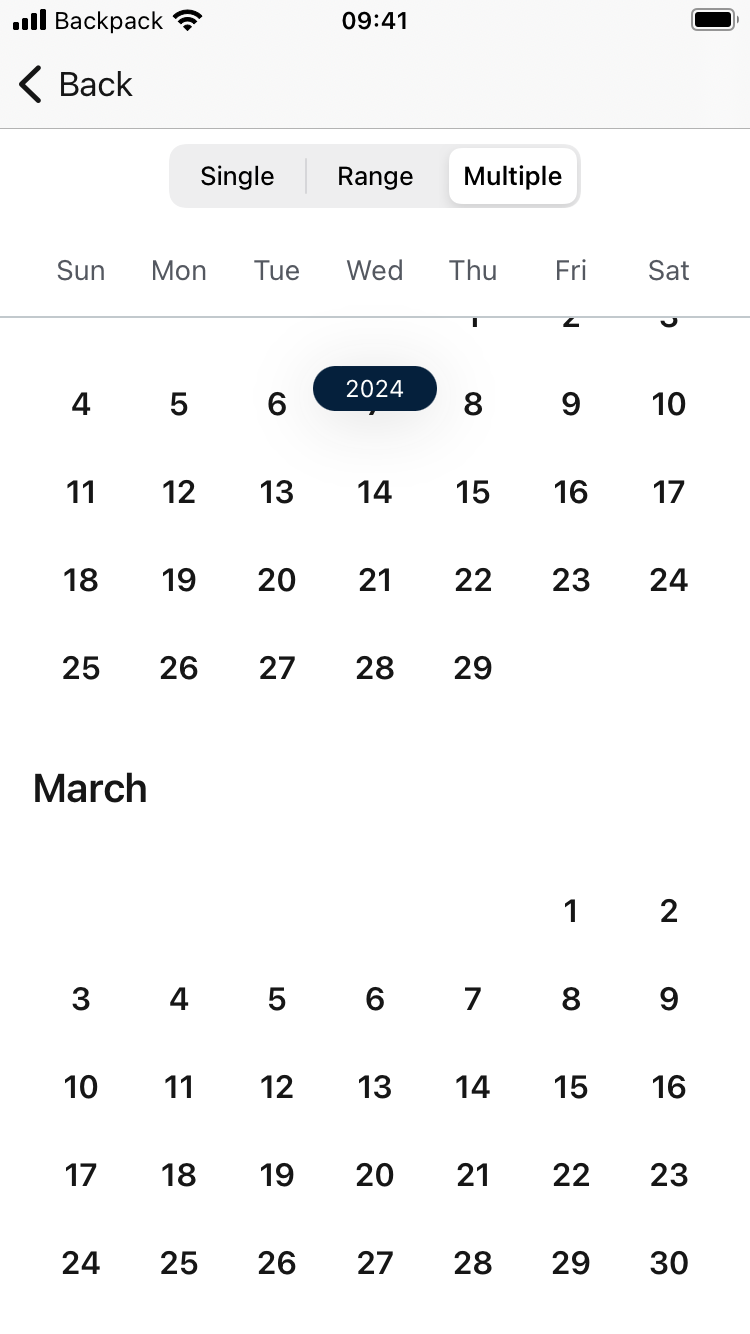 Backpack 09:41
Back
Single Range Multiple
Sun Mon Tue Wed Thu Fri Sat
1 2 3
2024
4 5 6 7 8 9 10
11 12 13 14 15 16 17
18 19 20 21 22 23 24
25 26 27 28 29
March
1 2
3 4 5 6 7 8 9
10 11 12 13 14 15 16
17 18 19 20 21 22 23
24 25 26 27 28 29 30